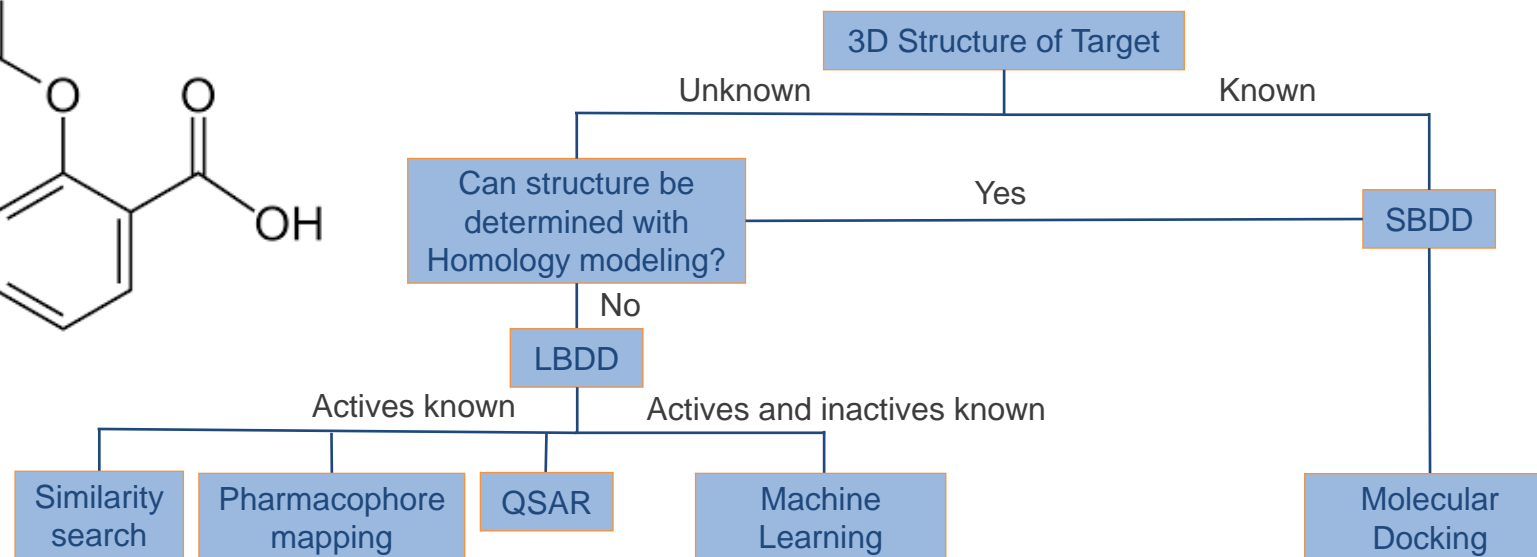 3D Structure of Target
Unknown
Known
O
O
OH
Can structure be
determined with
Homology modeling?
Yes
SBDD
No
LBDD
Actives known
Actives and inactives known
Similarity
search
Pharmacophore
mapping
QSAR
Machine
Learning
Molecular
Docking